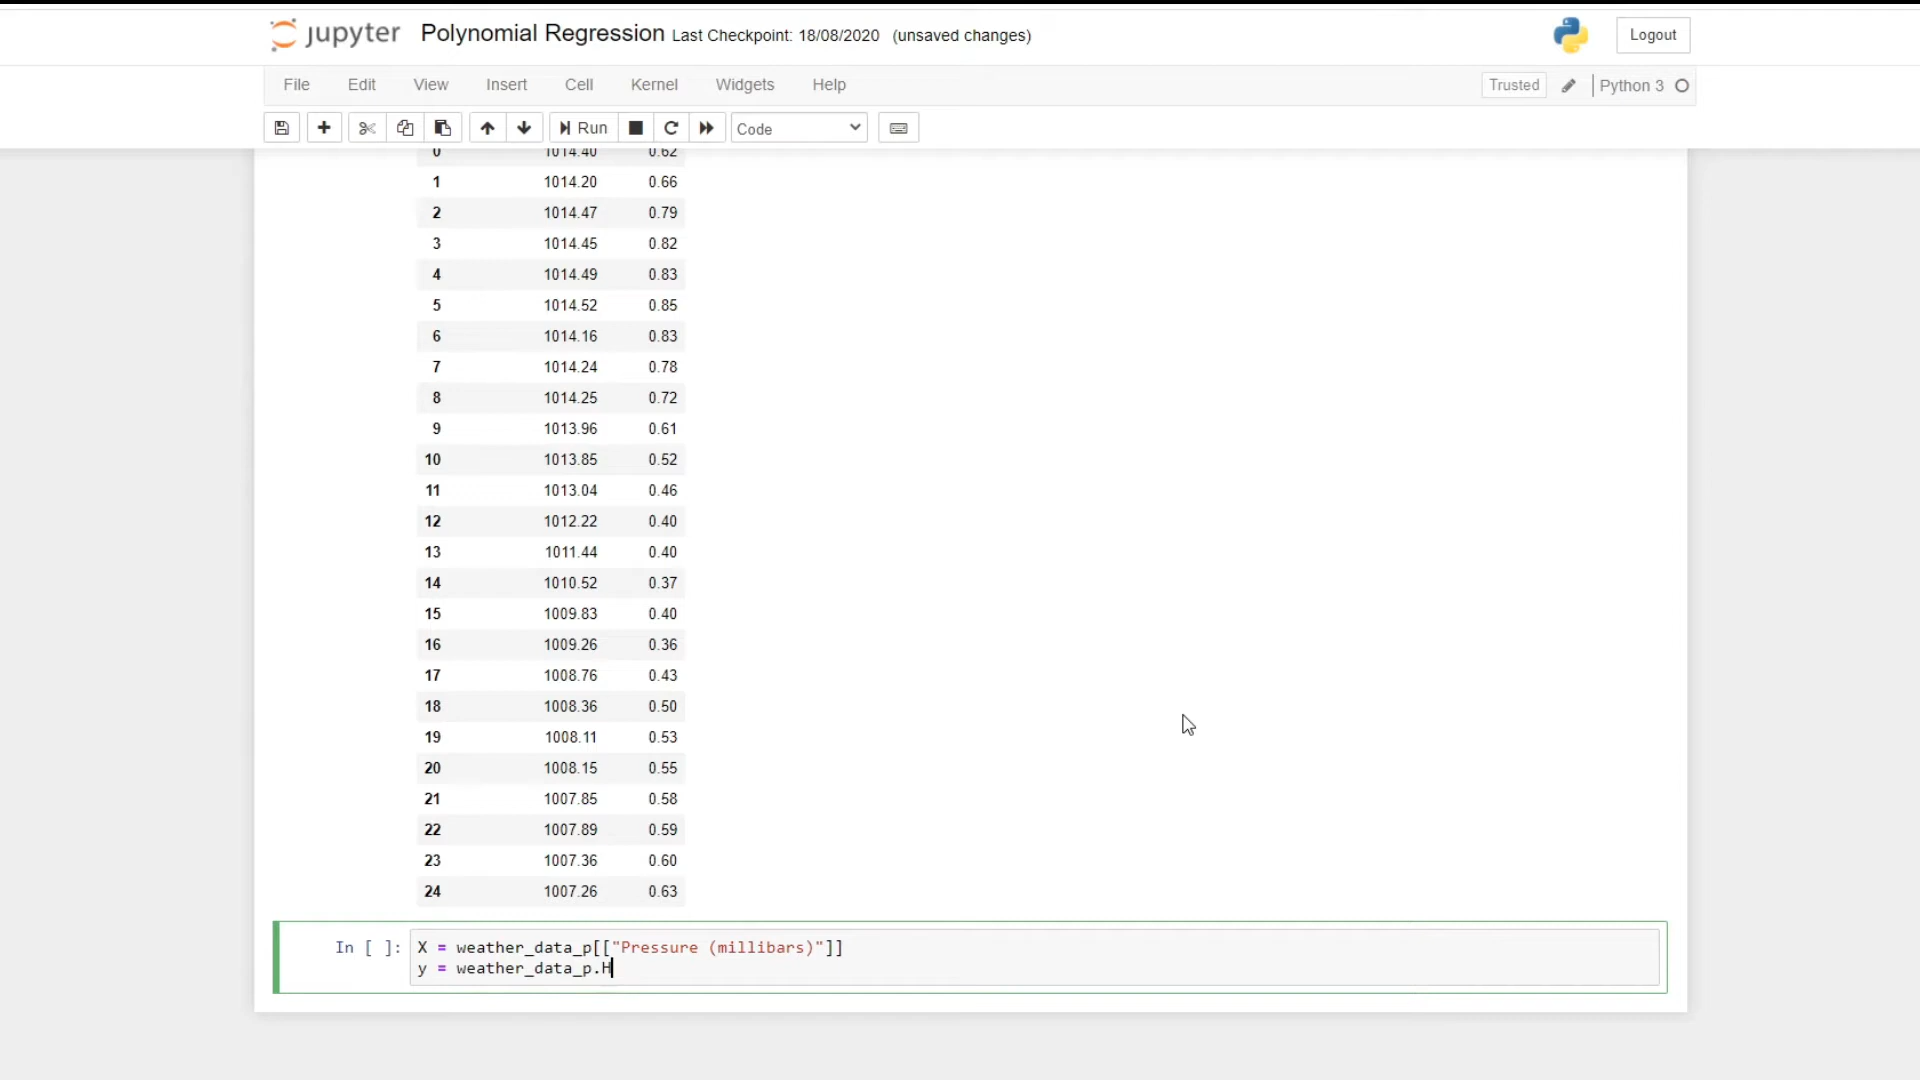 jupyter Polynomial Regression Last Checkpoint: 18/08/2020 (unsaved changes) Logout
File Edit View Insert Cell Kernel Widgets Help Trusted Python 3
Run Code
0 1014.40 0.62
1 1014.20 0.66
2 1014.47 0.79
3 1014.45 0.82
4 1014.49 0.83
5 1014.52 0.85
6 1014.16 0.83
7 1014.24 0.78
8 1014.25 0.72
9 1013.96 0.61
10 1013.85 0.52
11 1013.04 0.46
12 1012.22 0.40
13 1011.44 0.40
14 1010.52 0.37
15 1009.83 0.40
16 1009.26 0.36
17 1008.76 0.43
18 1008.36 0.50
19 1008.11 0.53
20 1008.15 0.55
21 1007.85 0.58
22 1007.89 0.59
23 1007.36 0.60
24 1007.26 0.63
In [ ]: X = weather_data_p[["Pressure (millibars)"]]
y = weather_data_p.H